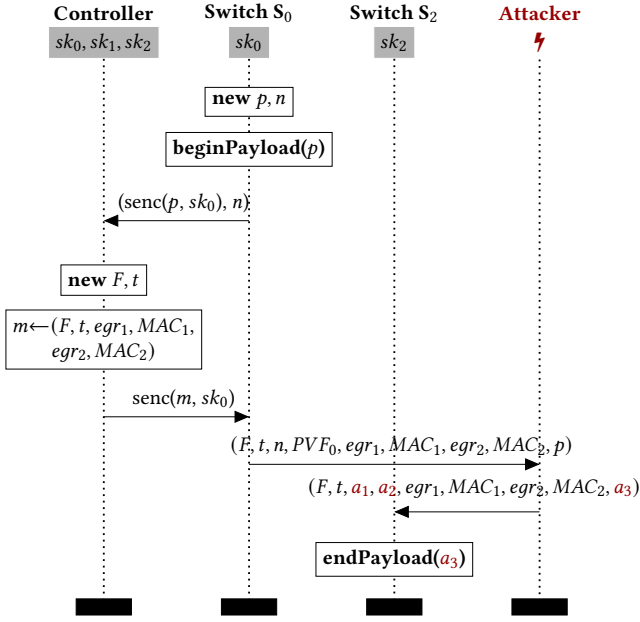 Controller Switch S₀ Switch S₂ Attacker
sk₀, sk₁, sk₂ sk₀ sk₂
new p, n
beginPayload(p)
(senc(p, sk₀), n)
new F, t
m←(F, t, egr₁, MAC₁,
egr₂, MAC₂)
senc(m, sk₀)
(F, t, n, PVF₀, egr₁, MAC₁, egr₂, MAC₂, p)
(F, t, a₁, a₂, egr₁, MAC₁, egr₂, MAC₂, a₃)
endPayload(a₃)